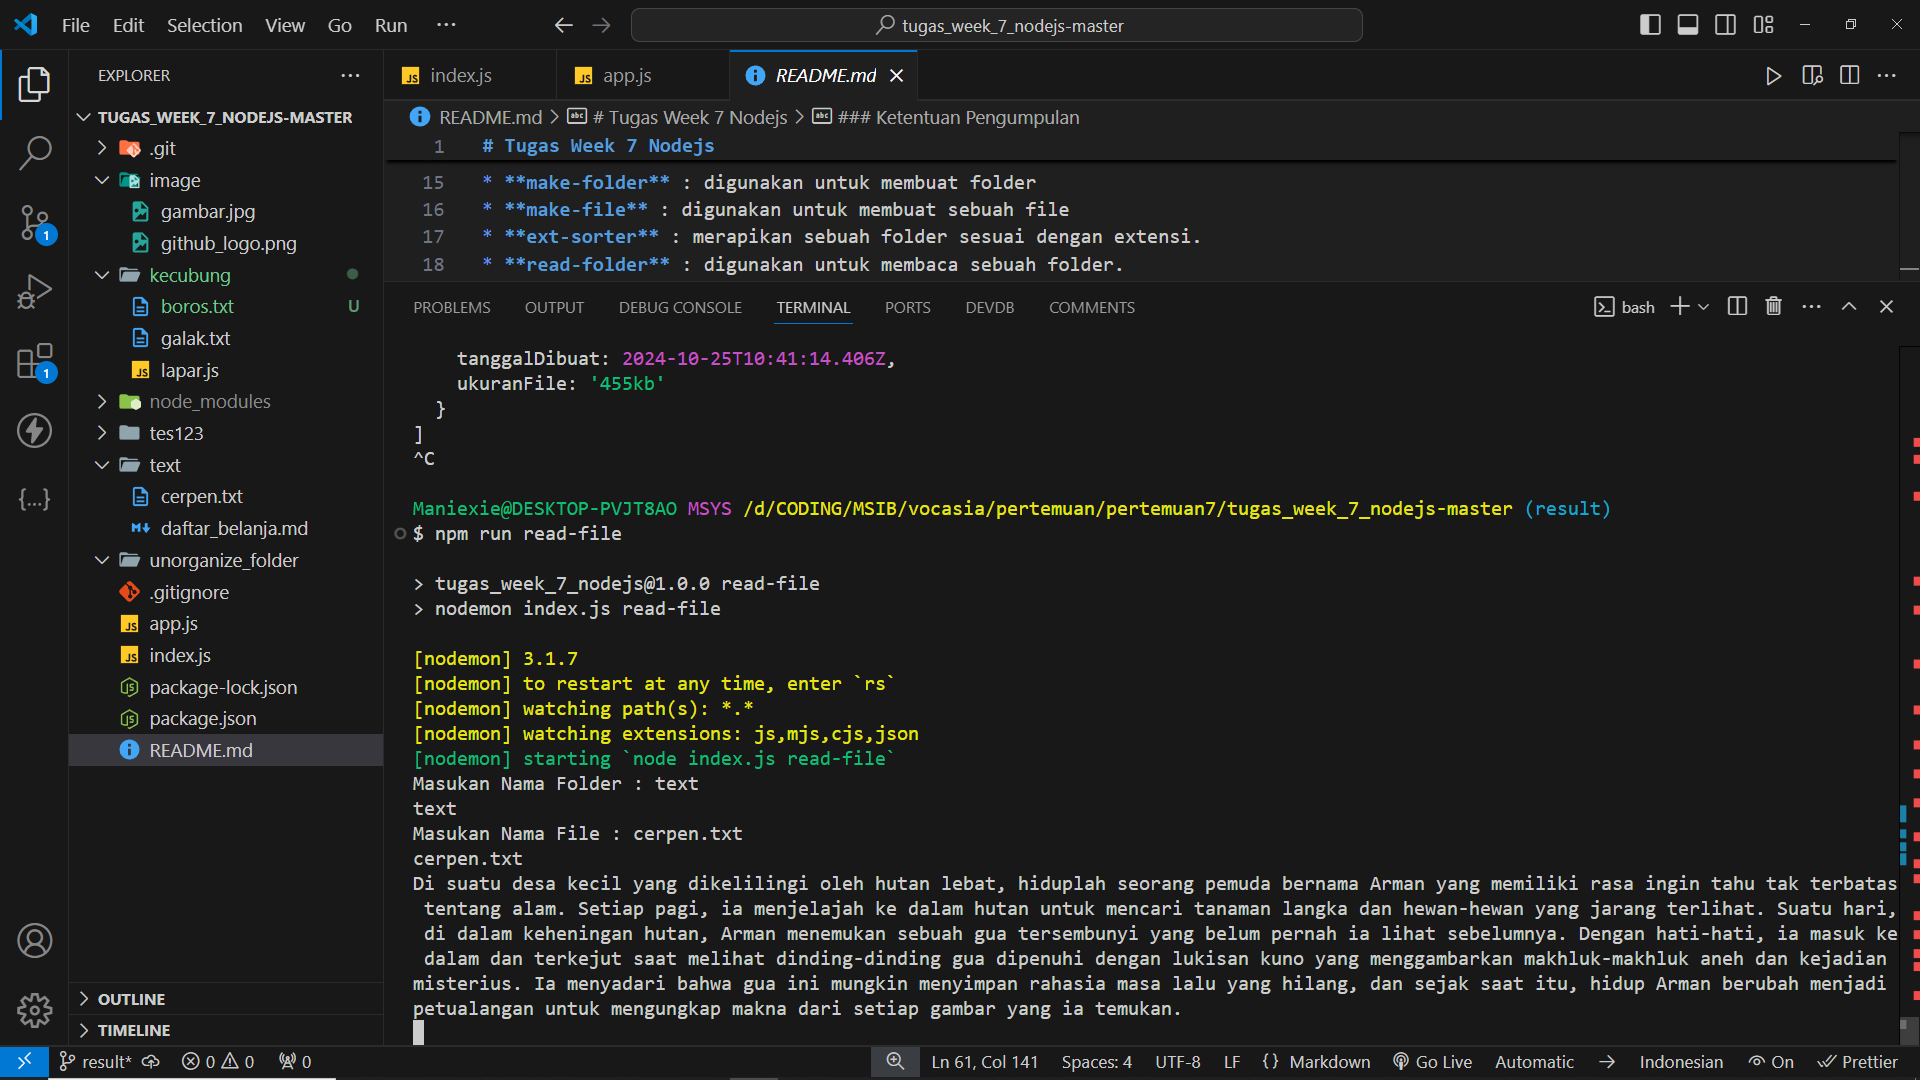 File Edit Selection View Go Run ···
tugas_week_7_nodejs-master
EXPLORER
TUGAS_WEEK_7_NODEJS-MASTER
.git
image
gambar.jpg
github_logo.png
kecubung
boros.txt U
galak.txt
JS lapar.js
node_modules
tes123
text
cerpen.txt
daftar_belanja.md
unorganize_folder
.gitignore
JS app.js
JS index.js
package-lock.json
package.json
README.md
OUTLINE
TIMELINE
1
1
{...}
JS index.js
JS app.js
README.md
README.md > abc # Tugas Week 7 Nodejs > abc ### Ketentuan Pengumpulan
1 # Tugas Week 7 Nodejs
15 * **make-folder** : digunakan untuk membuat folder
16 * **make-file** : digunakan untuk membuat sebuah file
17 * **ext-sorter** : merapikan sebuah folder sesuai dengan extensi.
18 * **read-folder** : digunakan untuk membaca sebuah folder.
PROBLEMS OUTPUT DEBUG CONSOLE TERMINAL PORTS DEVDB COMMENTS
bash
tanggalDibuat: 2024-10-25T10:41:14.406Z,
ukuranFile: '455kb'
}
]
^C
Maniexie@DESKTOP-PVJT8AO MSYS /d/CODING/MSIB/vocasia/pertemuan/pertemuan7/tugas_week_7_nodejs-master (result)
$ npm run read-file
> tugas_week_7_nodejs@1.0.0 read-file
> nodemon index.js read-file
[nodemon] 3.1.7
[nodemon] to restart at any time, enter `rs`
[nodemon] watching path(s): *.*
[nodemon] watching extensions: js,mjs,cjs,json
[nodemon] starting `node index.js read-file`
Masukan Nama Folder : text
text
Masukan Nama File : cerpen.txt
cerpen.txt
Di suatu desa kecil yang dikelilingi oleh hutan lebat, hiduplah seorang pemuda bernama Arman yang memiliki rasa ingin tahu tak terbatas
tentang alam. Setiap pagi, ia menjelajah ke dalam hutan untuk mencari tanaman langka dan hewan-hewan yang jarang terlihat. Suatu hari,
di dalam keheningan hutan, Arman menemukan sebuah gua tersembunyi yang belum pernah ia lihat sebelumnya. Dengan hati-hati, ia masuk ke
dalam dan terkejut saat melihat dinding-dinding gua dipenuhi dengan lukisan kuno yang menggambarkan makhluk-makhluk aneh dan kejadian
misterius. Ia menyadari bahwa gua ini mungkin menyimpan rahasia masa lalu yang hilang, dan sejak saat itu, hidup Arman berubah menjadi
petualangan untuk mengungkap makna dari setiap gambar yang ia temukan.
result* 0 0 0 Ln 61, Col 141 Spaces: 4 UTF-8 LF {} Markdown Go Live Automatic Indonesian On Prettier